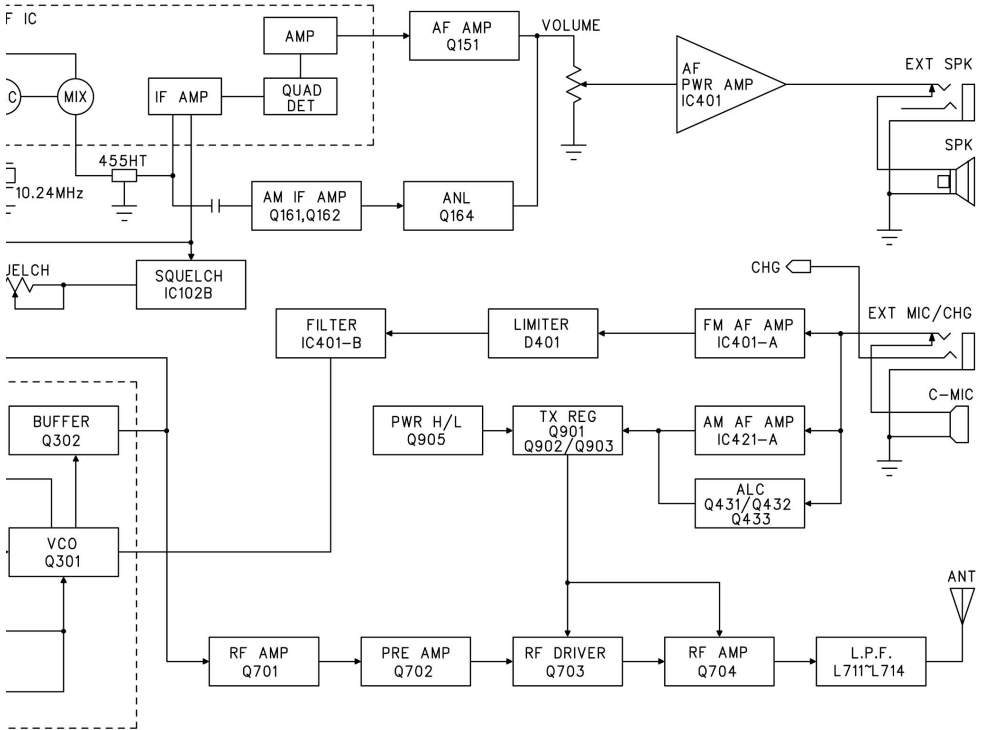 F IC
AMP
AF AMP
Q151
VOLUME
AF
PWR AMP
IC401
EXT SPK
C
MIX
IF AMP
QUAD
DET
455HT
10.24MHz
AM IF AMP
Q161,Q162
ANL
Q164
SPK
UELCH
SQUELCH
IC102B
CHG
FILTER
IC401-B
LIMITER
D401
FM AF AMP
IC401-A
EXT MIC/CHG
C-MIC
BUFFER
Q302
PWR H/L
Q905
TX REG
Q901
Q902/Q903
AM AF AMP
IC421-A
ALC
Q431/Q432
Q433
VCO
Q301
ANT
RF AMP
Q701
PRE AMP
Q702
RF DRIVER
Q703
RF AMP
Q704
L.P.F.
L711~L714